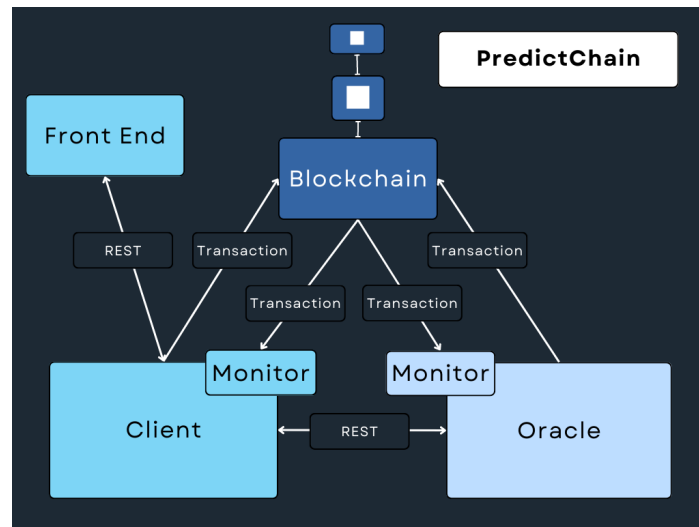 PredictChain
Front End
Blockchain
REST
Transaction
Transaction
Transaction
Transaction
Monitor
Monitor
Client
REST
Oracle